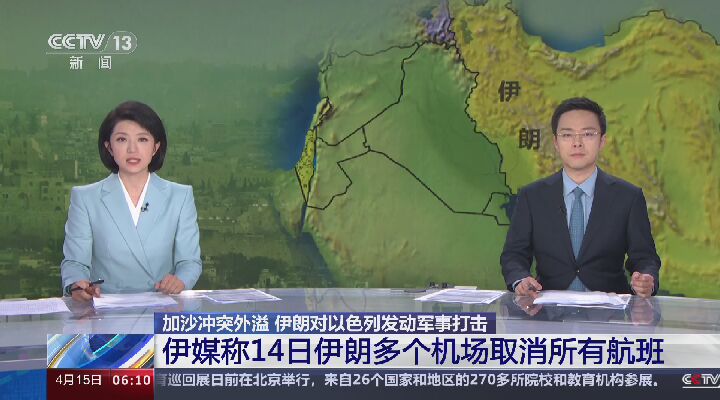 CCTV 13
新闻
伊
朗
加沙冲突外溢 伊朗对以色列发动军事打击
伊媒称14日伊朗多个机场取消所有航班
4月15日 06:10 育巡回展日前在北京举行，来自26个国家和地区的270多所院校和教育机构参展。 CCTV